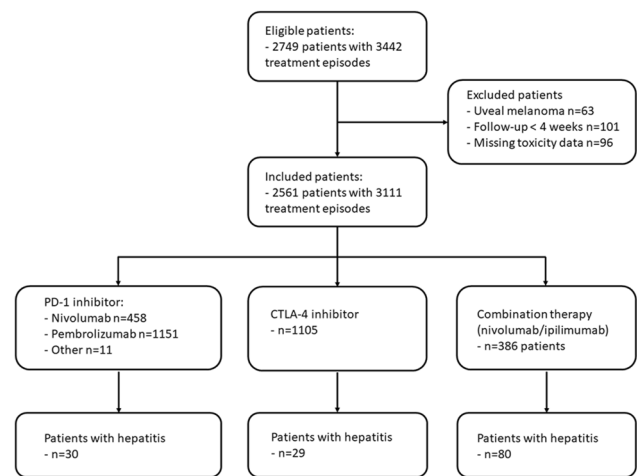 Eligible patients:
- 2749 patients with 3442
treatment episodes
Excluded patients
- Uveal melanoma n=63
- Follow-up < 4 weeks n=101
- Missing toxicity data n=96
Included patients:
- 2561 patients with 3111
treatment episodes
PD-1 inhibitor:
- Nivolumab n=458
- Pembrolizumab n=1151
- Other n=11
CTLA-4 inhibitor
- n=1105
Combination therapy
(nivolumab/ipilimumab)
- n=386 patients
Patients with hepatitis
- n=30
Patients with hepatitis
- n=29
Patients with hepatitis
- n=80